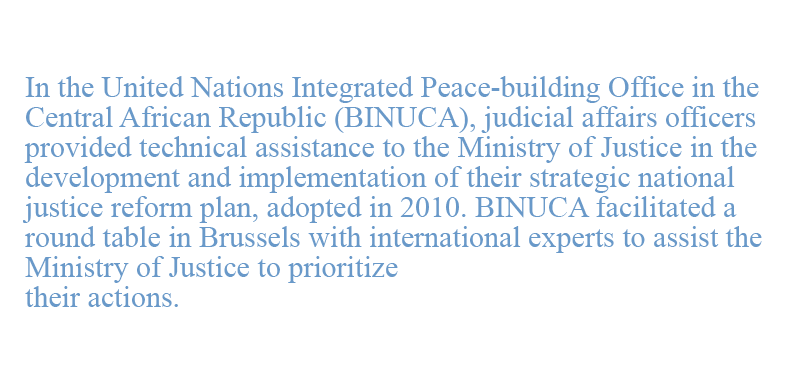 In the United Nations Integrated Peace-building Office in the
Central African Republic (BINUCA), judicial affairs officers
provided technical assistance to the Ministry of Justice in the
development and implementation of their strategic national
justice reform plan, adopted in 2010. BINUCA facilitated a
round table in Brussels with international experts to assist the
Ministry of Justice to prioritize
their actions.